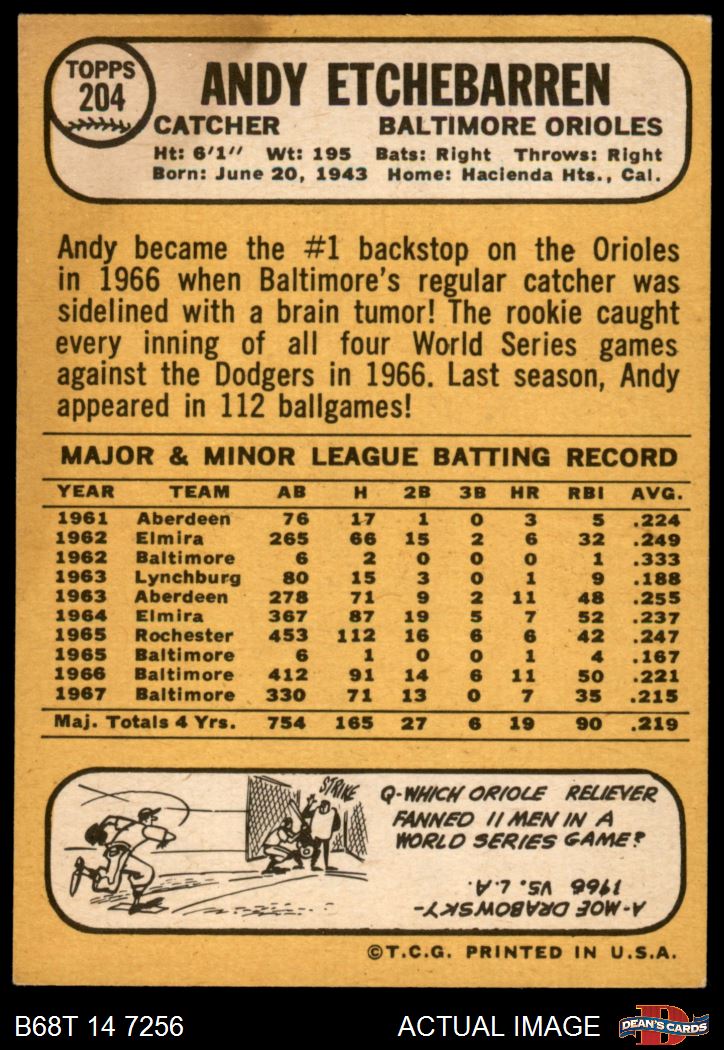 TOPPS
204
ANDY ETCHEBARREN
CATCHER BALTIMORE ORIOLES
Ht: 6'1" Wt: 195 Bats: Right Throws: Right
Born: June 20, 1943 Home: Hacienda Hts., Cal.
Andy became the #1 backstop on the Orioles
in 1966 when Baltimore's regular catcher was
sidelined with a brain tumor! The rookie caught
every inning of all four World Series games
against the Dodgers in 1966. Last season, Andy
appeared in 112 ballgames!
MAJOR & MINOR LEAGUE BATTING RECORD
YEAR TEAM AB H 2B 3B HR RBI AVG.
1961 Aberdeen 76 17 1 0 3 5 .224
1962 Elmira 265 66 15 2 6 32 .249
1962 Baltimore 6 2 0 0 0 1 .333
1963 Lynchburg 80 15 3 0 1 9 .188
1963 Aberdeen 278 71 9 2 11 48 .255
1964 Elmira 367 87 19 5 7 52 .237
1965 Rochester 453 112 16 6 6 42 .247
1965 Baltimore 6 1 0 0 1 4 .167
1966 Baltimore 412 91 14 6 11 50 .221
1967 Baltimore 330 71 13 0 7 35 .215
Maj. Totals 4 Yrs. 754 165 27 6 19 90 .219
STRIKE
Q-WHICH ORIOLE RELIEVER
FANNED 11 MEN IN A
WORLD SERIES GAME?
A-MOE DRABOWSKY-
1966 VS. L.A.
©T.C.G. PRINTED IN U.S.A.
B68T 14 7256 ACTUAL IMAGE
D
DEAN'S CARDS